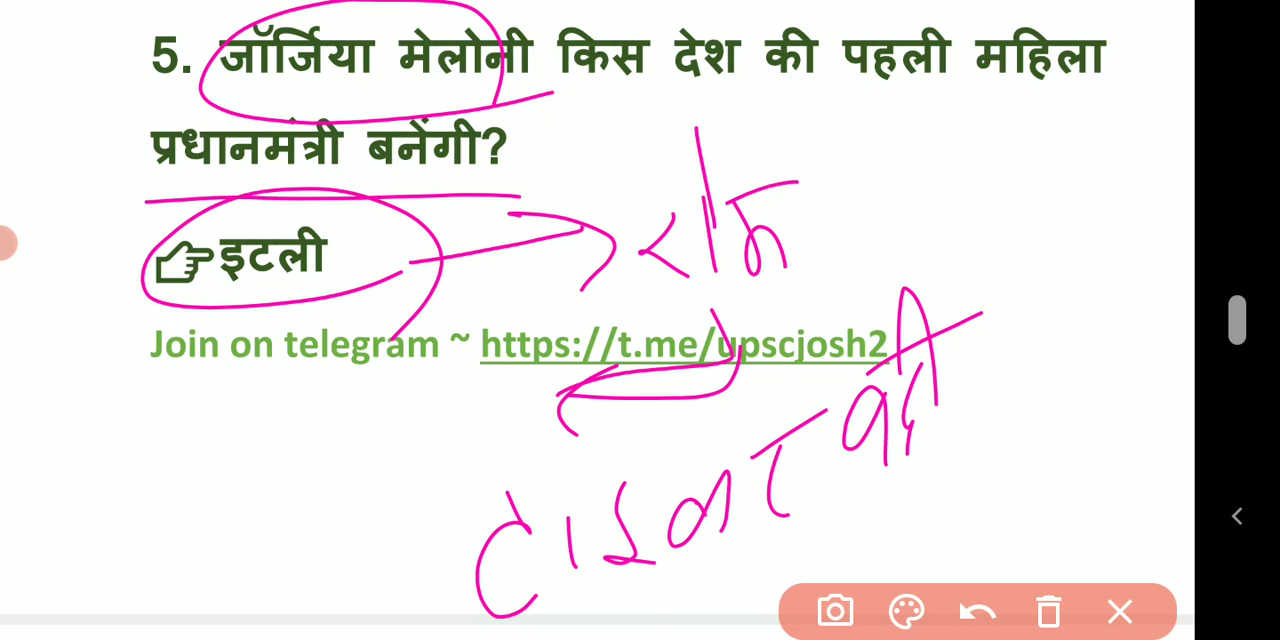 5. जॉर्जिया मेलोनी किस देश की पहली महिला
प्रधानमंत्री बनेंगी?
इटली
Join on telegram ~ https://t.me/upscjosh2